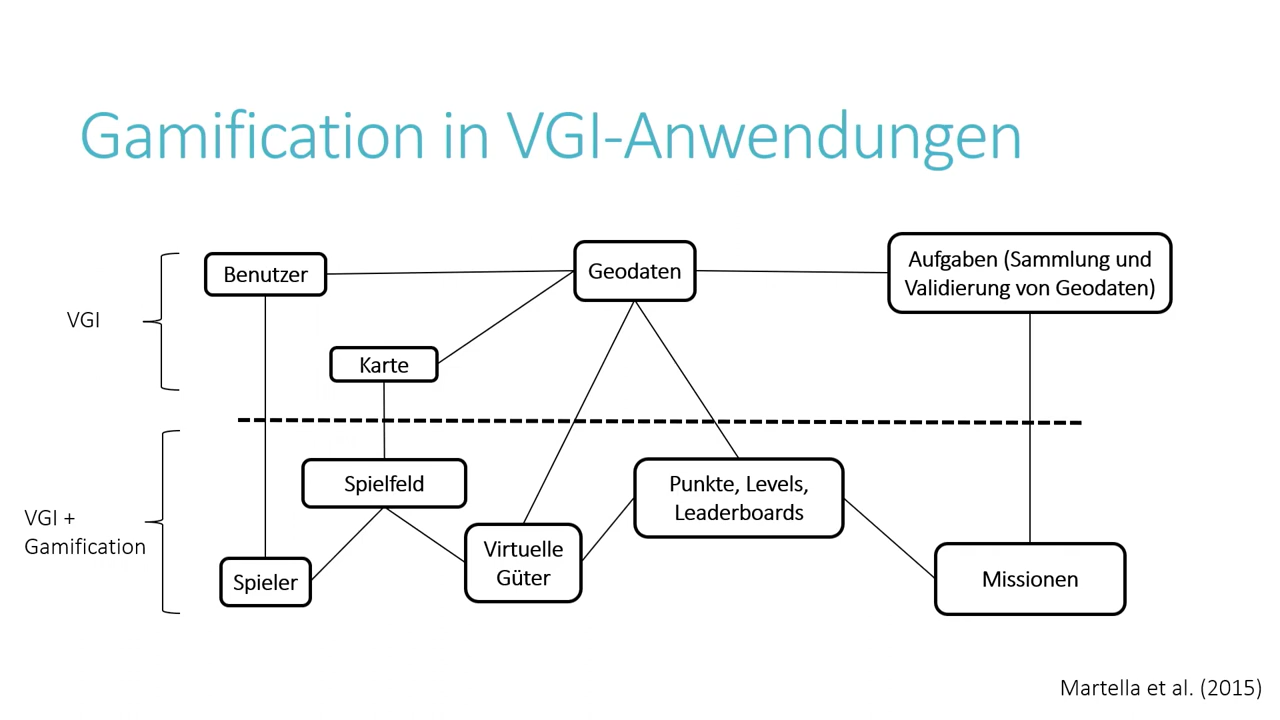 Gamification in VGI-Anwendungen
Benutzer
Geodaten
Aufgaben (Sammlung und
Validierung von Geodaten)
VGI
Karte
Spielfeld
Punkte, Levels,
Leaderboards
VGI +
Gamification
Virtuelle
Güter
Spieler
Missionen
Martella et al. (2015)